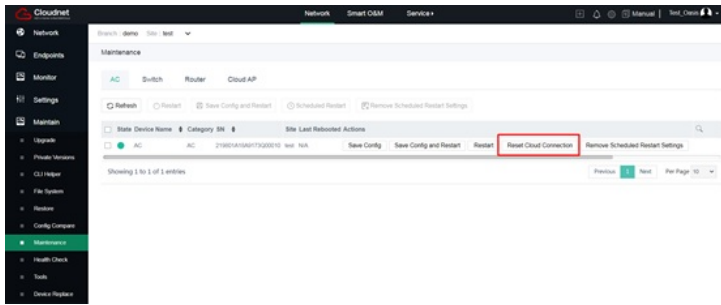 Cloudnet
Network Smart O&M Service
Manual | Test_Oasis
Network
Branch : demo Site : test
Endpoints
Maintenance
Monitor
AC Switch Router Cloud AP
Settings
Refresh Restart Save Config and Restart Scheduled Restart Remove Scheduled Restart Settings
Maintain
State Device Name Category SN Site Last Rebooted Actions
Upgrade
AC AC test N/A Save Config Save Config and Restart Restart Reset Cloud Connection Remove Scheduled Restart Settings
Private Versions
CLI Helper
Showing 1 to 1 of 1 entries Previous 1 Next Per Page 10
File System
Restore
Config Compare
Maintenance
Health Check
Tools
Device Replace